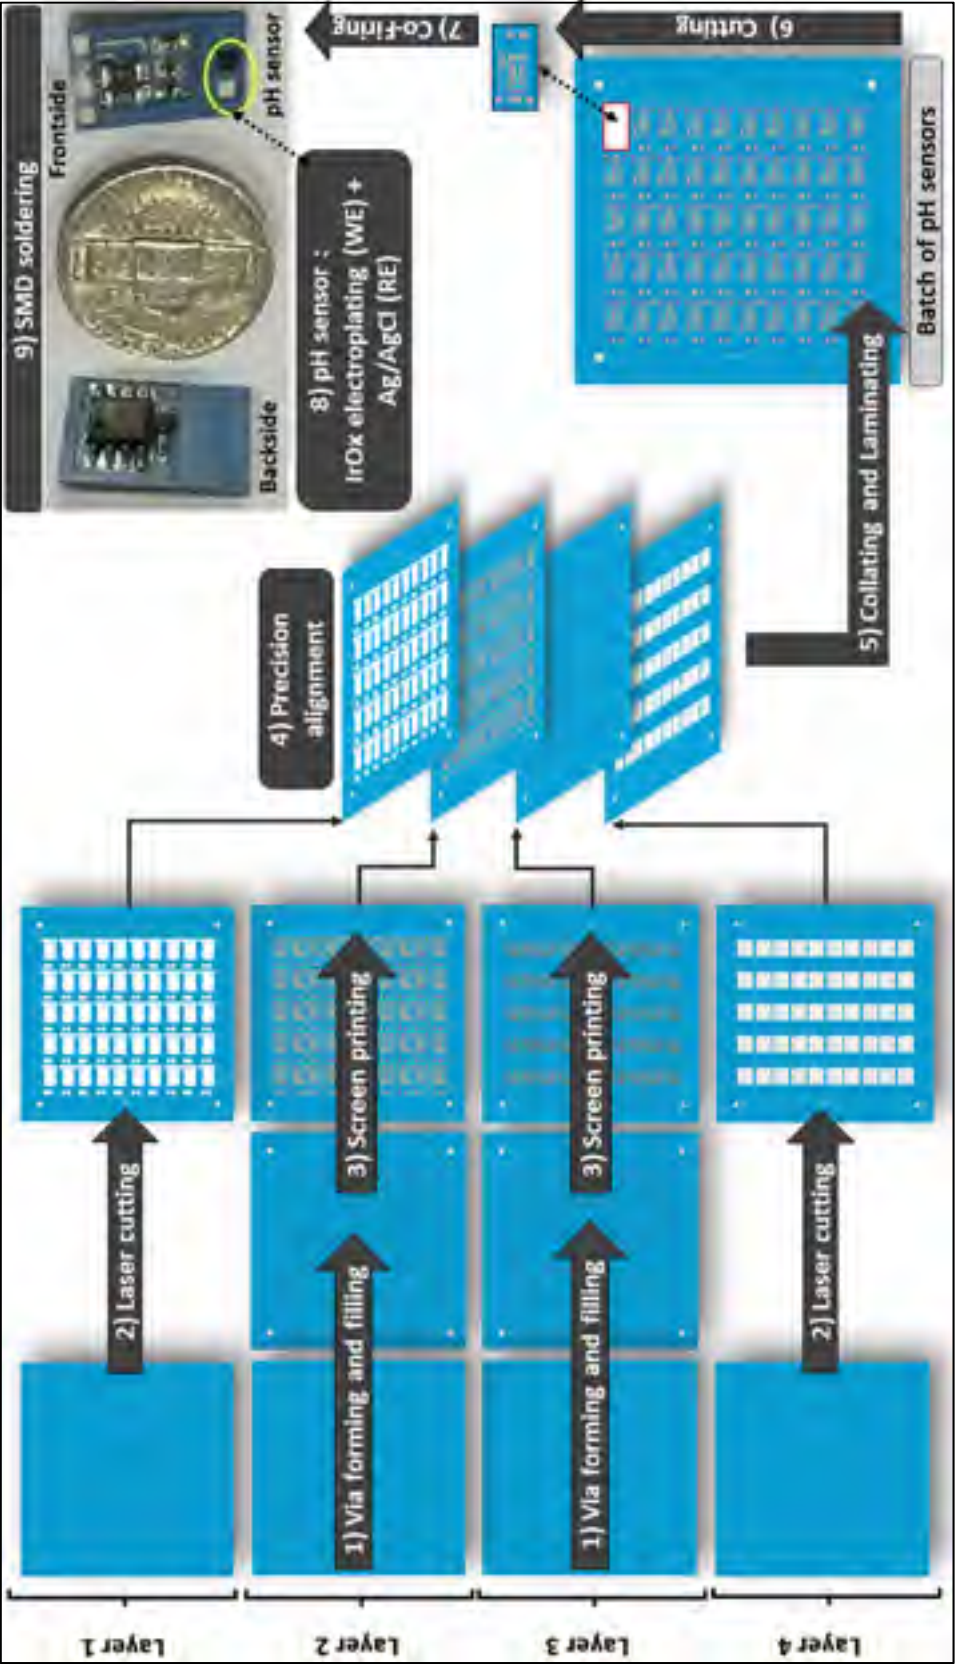 Layer 1
Layer 2
Layer 3
Layer 4
2) Laser cutting
1) Via forming and filling
3) Screen printing
1) Via forming and filling
3) Screen printing
2) Laser cutting
4) Precision
alignment
5) Collating and Laminating
Batch of pH sensors
6) Cutting
7) Co-Firing
8) pH sensor :
IrOx electroplating (WE) +
Ag/AgCl (RE)
9) SMD soldering
Backside
Frontside
pH sensor